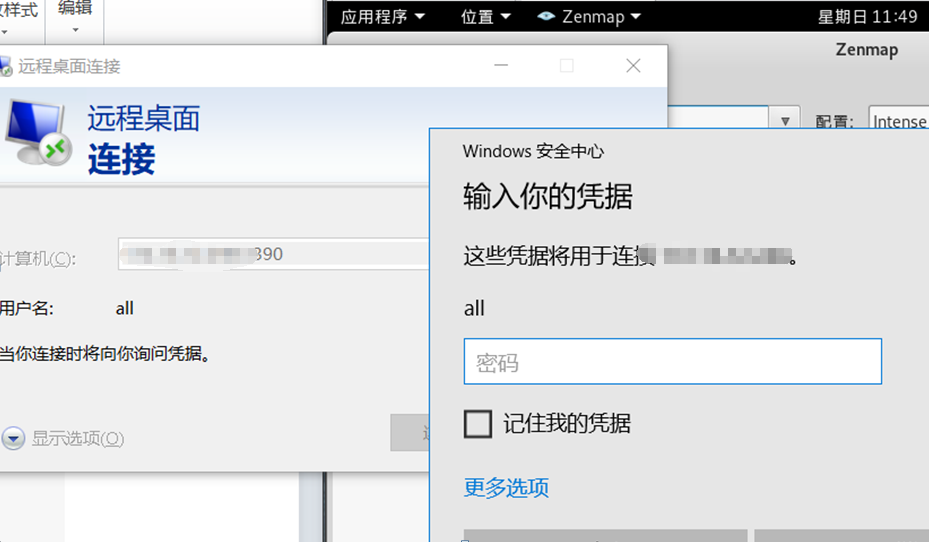 编辑
应用程序 位置 Zenmap 星期日 11:49
Zenmap
远程桌面连接
远程桌面
连接
配置: Intense
计算机(C): 390
用户名: all
当你连接时将向你询问凭据。
显示选项(O)
Windows 安全中心
输入你的凭据
这些凭据将用于连接 。
all
密码
记住我的凭据
更多选项